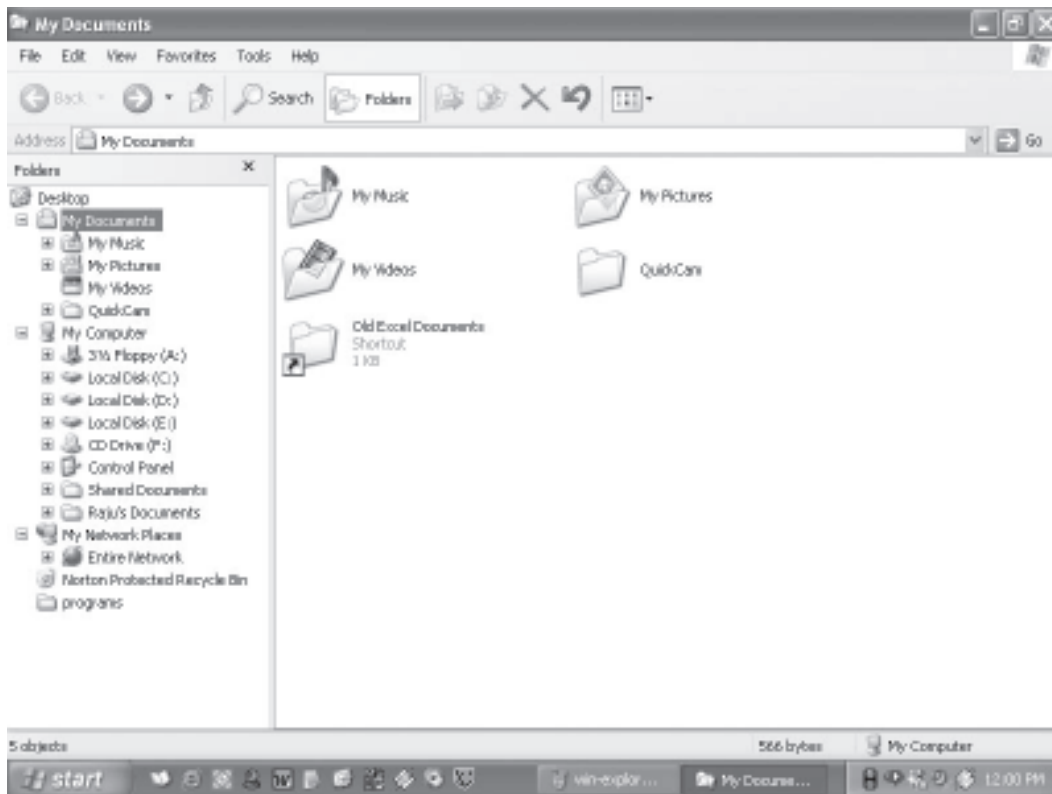 My Documents
File Edit View Favorites Tools Help
Back Search Folders
Address My Documents Go
Folders
Desktop
My Documents
My Music
My Pictures
My Videos
QuickCam
My Computer
3½ Floppy (A:)
Local Disk (C:)
Local Disk (D:)
Local Disk (E:)
CD Drive (F:)
Control Panel
Shared Documents
Raju's Documents
My Network Places
Entire Network
Norton Protected Recycle Bin
programs
My Music
My Pictures
My Videos
QuickCam
Old Excel Documents
Shortcut
1 KB
5 objects
566 bytes
My Computer
start
win-explor...
My Docume...
12:00 PM